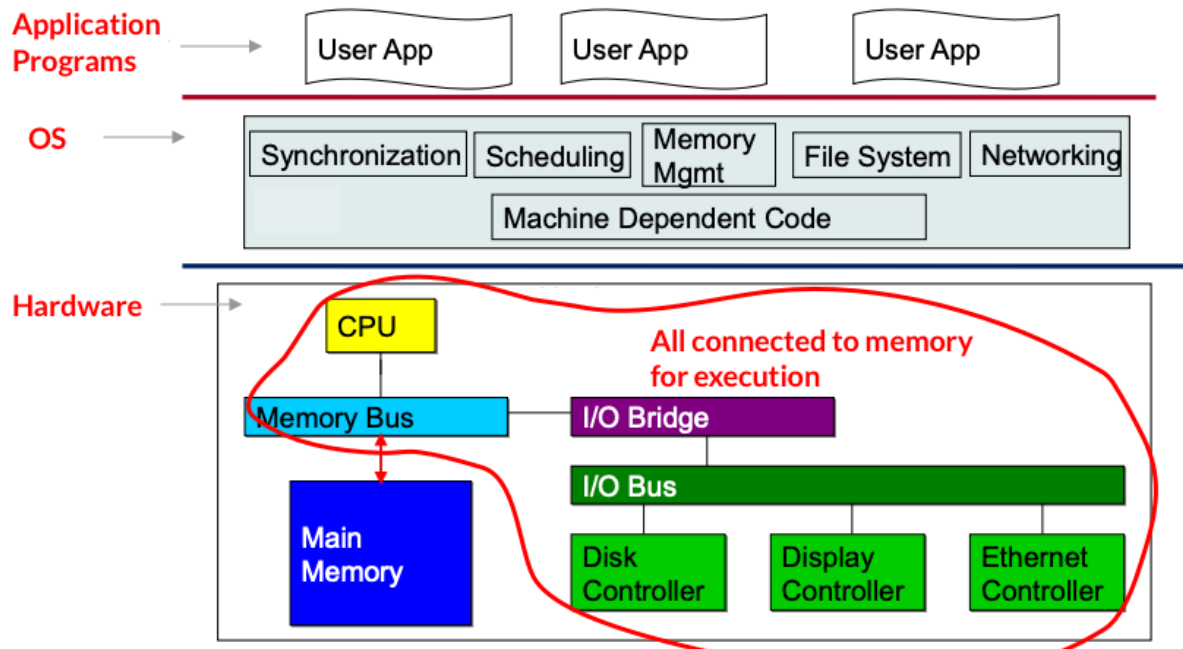 Application
Programs
User App
User App
User App
OS
Synchronization
Scheduling
Memory
Mgmt
File System
Networking
Machine Dependent Code
Hardware
CPU
All connected to memory
for execution
Memory Bus
I/O Bridge
I/O Bus
Main
Memory
Disk
Controller
Display
Controller
Ethernet
Controller